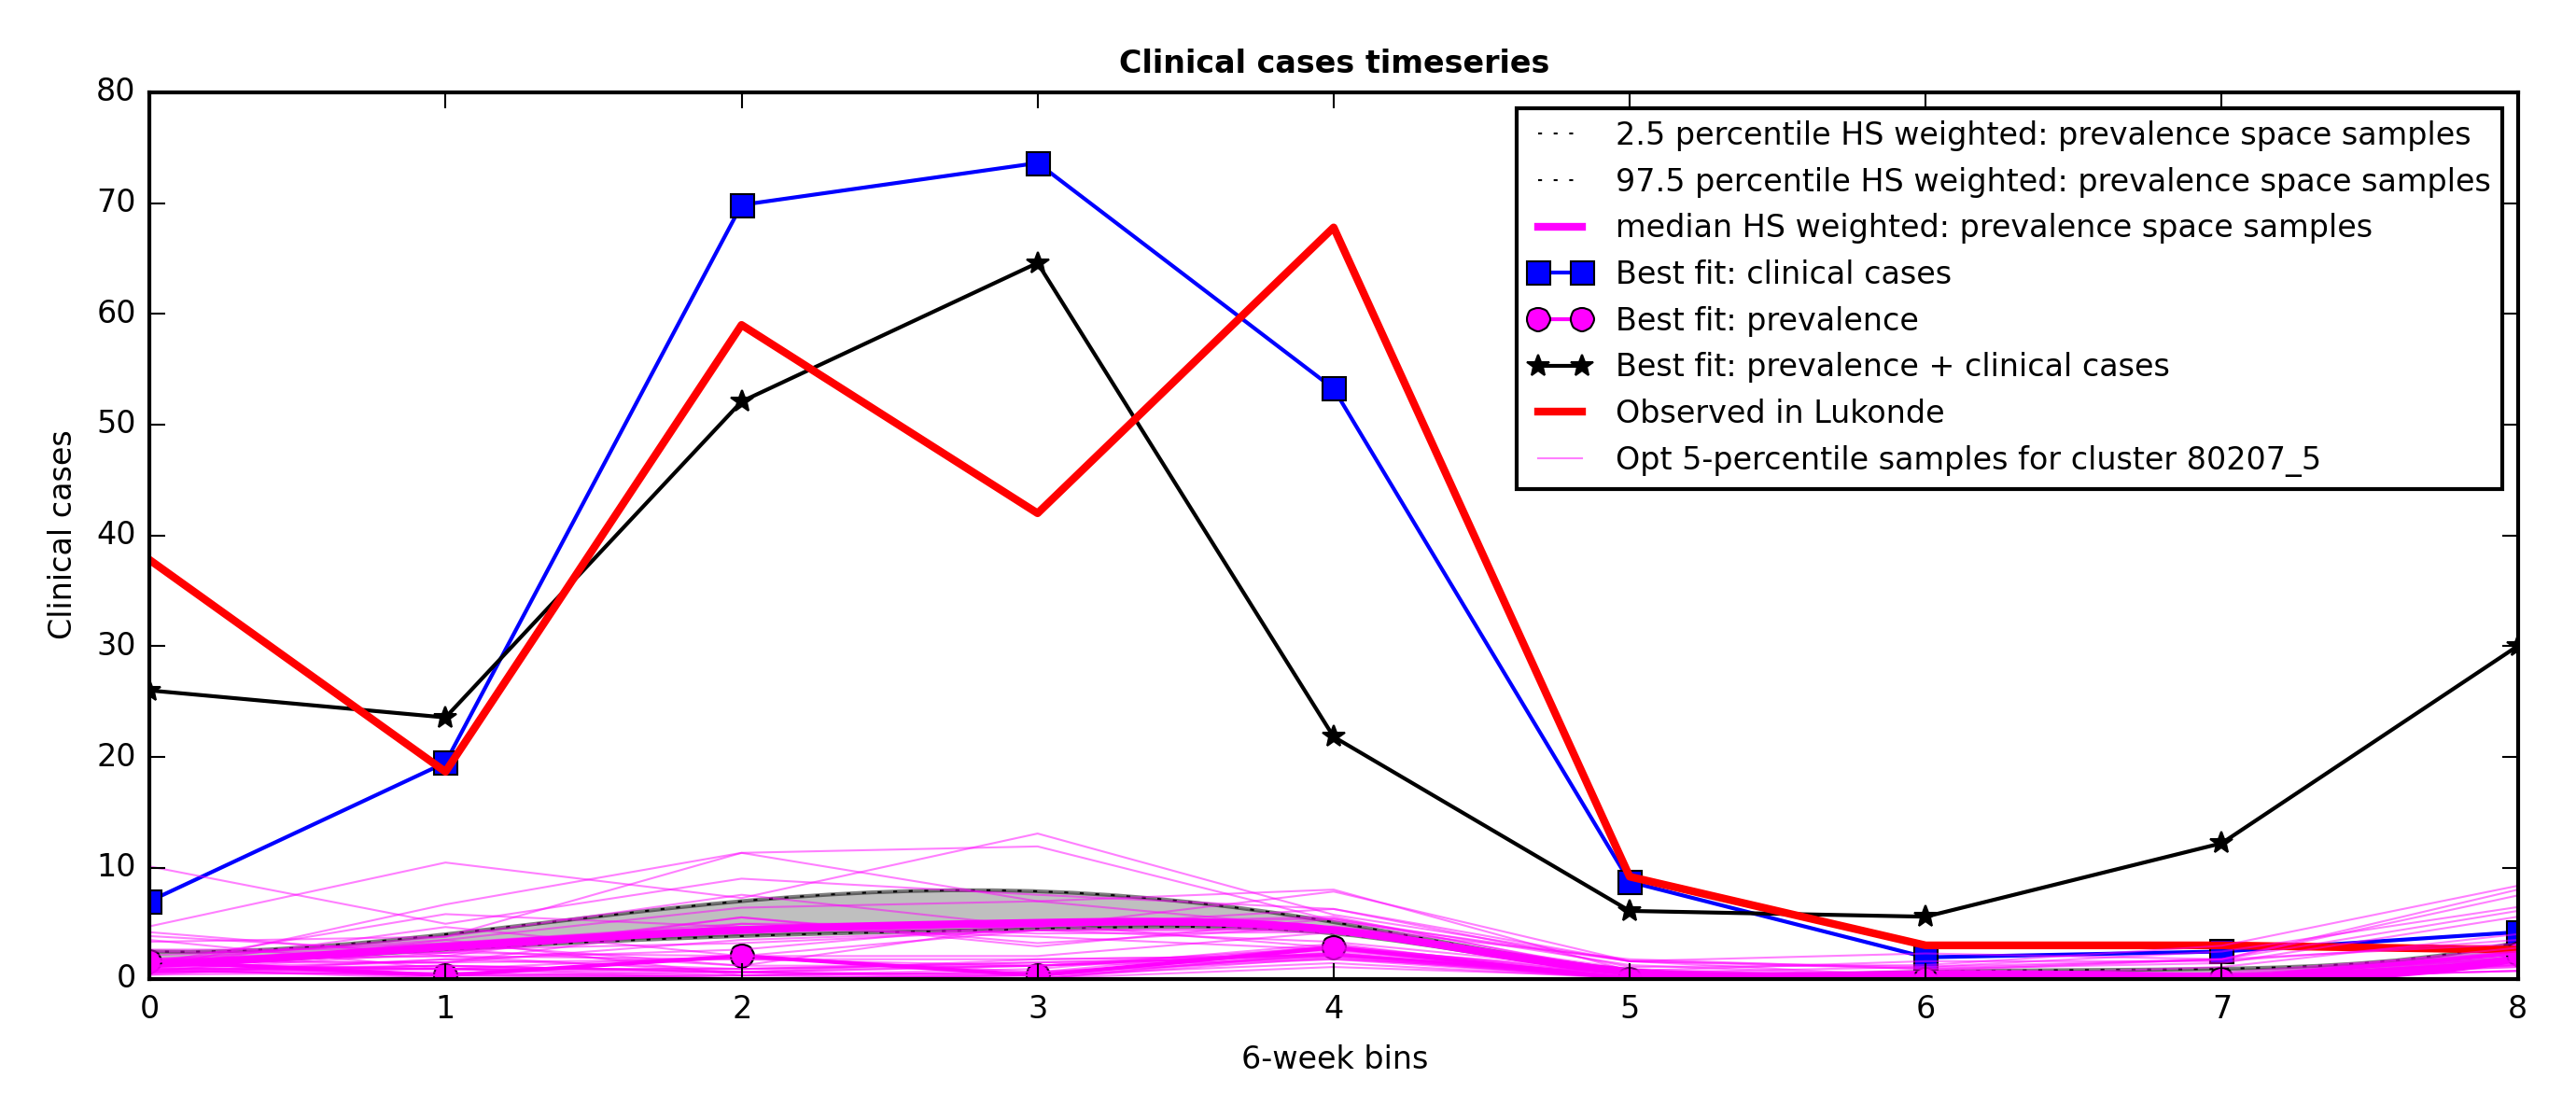 Clinical cases timeseries
80
70
60
50
40
30
20
10
0
Clinical cases
2.5 percentile HS weighted: prevalence space samples
97.5 percentile HS weighted: prevalence space samples
median HS weighted: prevalence space samples
Best fit: clinical cases
Best fit: prevalence
Best fit: prevalence + clinical cases
Observed in Lukonde
Opt 5-percentile samples for cluster 80207_5
0 1 2 3 4 5 6 7 8
6-week bins